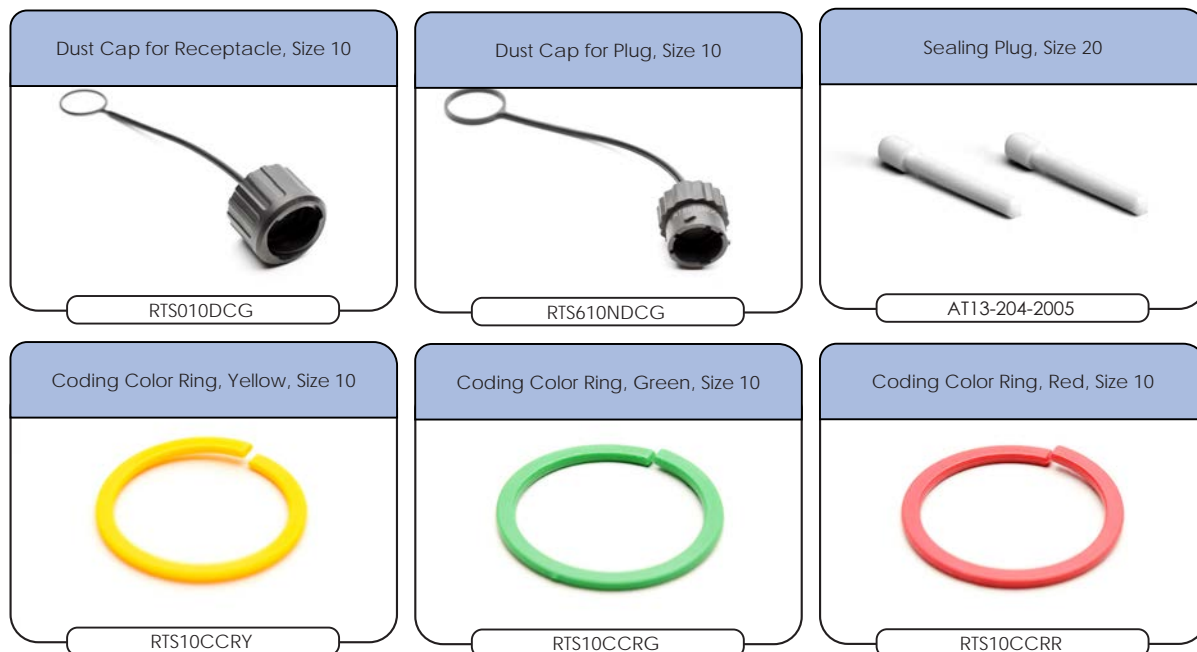 Dust Cap for Receptacle, Size 10
Dust Cap for Plug, Size 10
Sealing Plug, Size 20
RTS010DCG
RTS610NDCG
AT13-204-2005
Coding Color Ring, Yellow, Size 10
Coding Color Ring, Green, Size 10
Coding Color Ring, Red, Size 10
RTS10CCRY
RTS10CCRG
RTS10CCRR